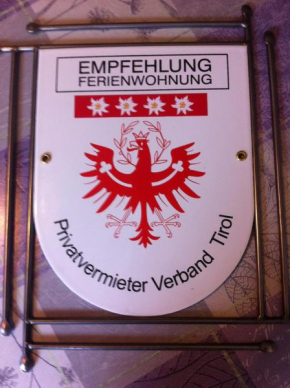 EMPFEHLUNG
FERIENWOHNUNG
Privatvermieter Verband Tirol